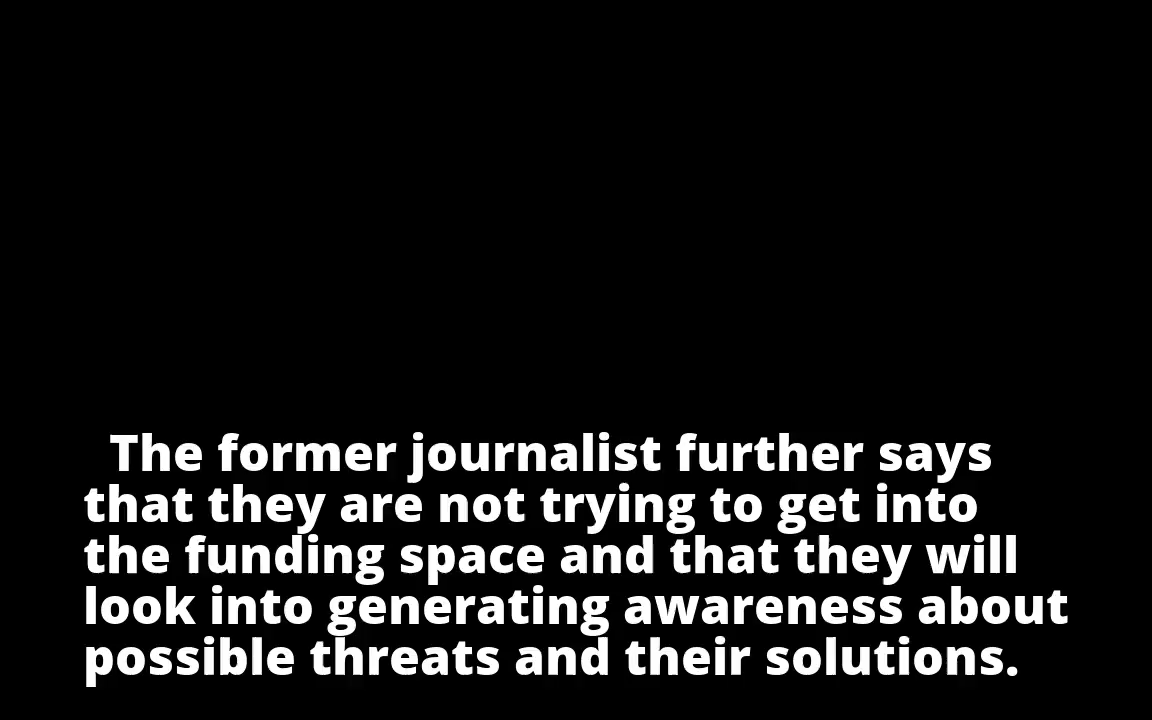 The former journalist further says
that they are not trying to get into
the funding space and that they will
look into generating awareness about
possible threats and their solutions.